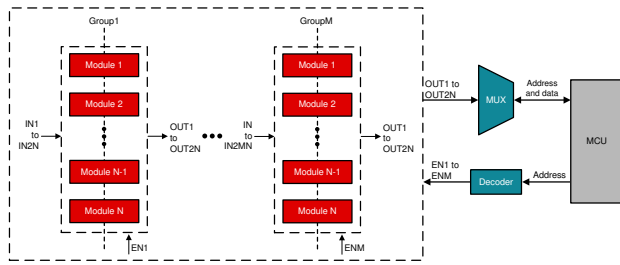 Group1
GroupM
Module 1
Module 2
Module N-1
Module N
IN1
to
IN2N
OUT1
to
OUT2N
EN1
IN
to
IN2MN
Module 1
Module 2
Module N-1
Module N
OUT1
to
OUT2N
ENM
OUT1 to
OUT2N
MUX
Address
and data
MCU
EN1 to
ENM
Decoder
Address